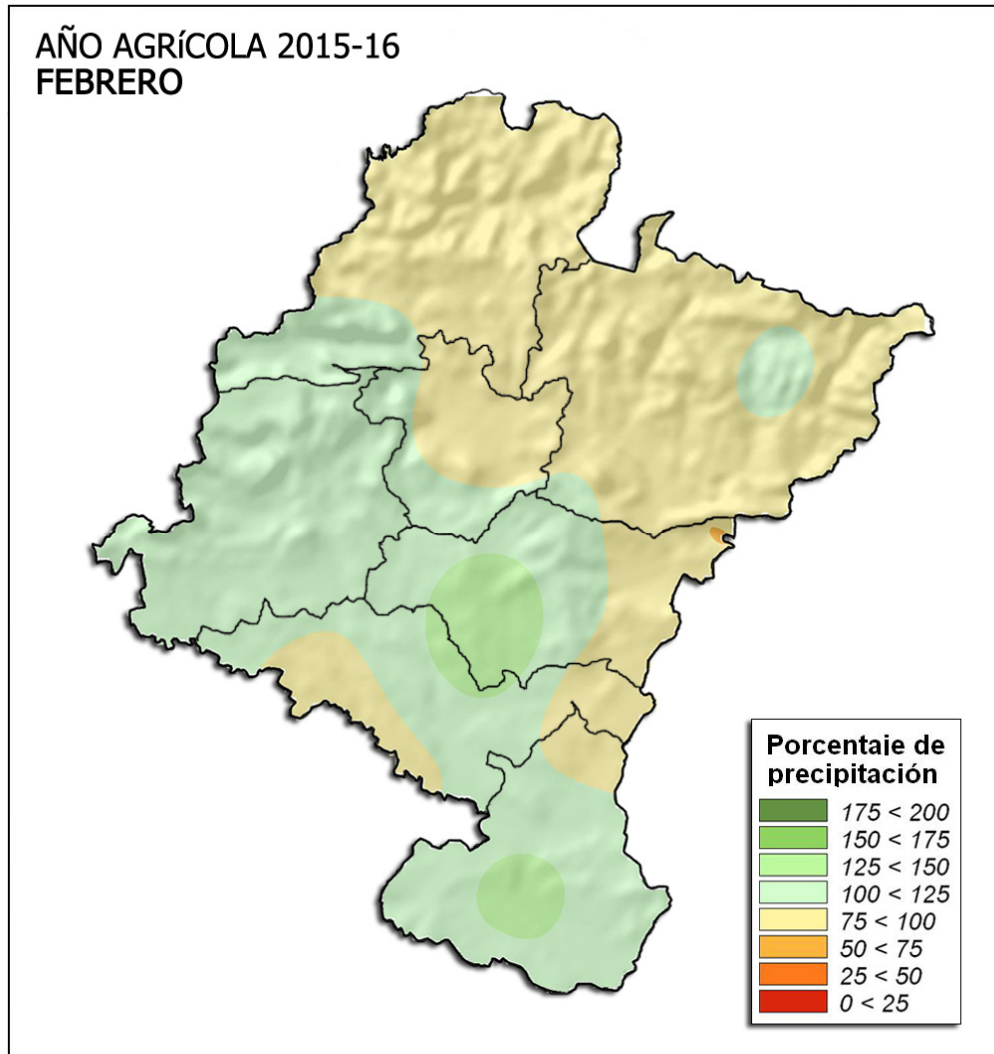 AÑO AGRíCOLA 2015-16
FEBRERO
Porcentaje de
precipitación
175 < 200
150 < 175
125 < 150
100 < 125
75 < 100
50 < 75
25 < 50
0 < 25